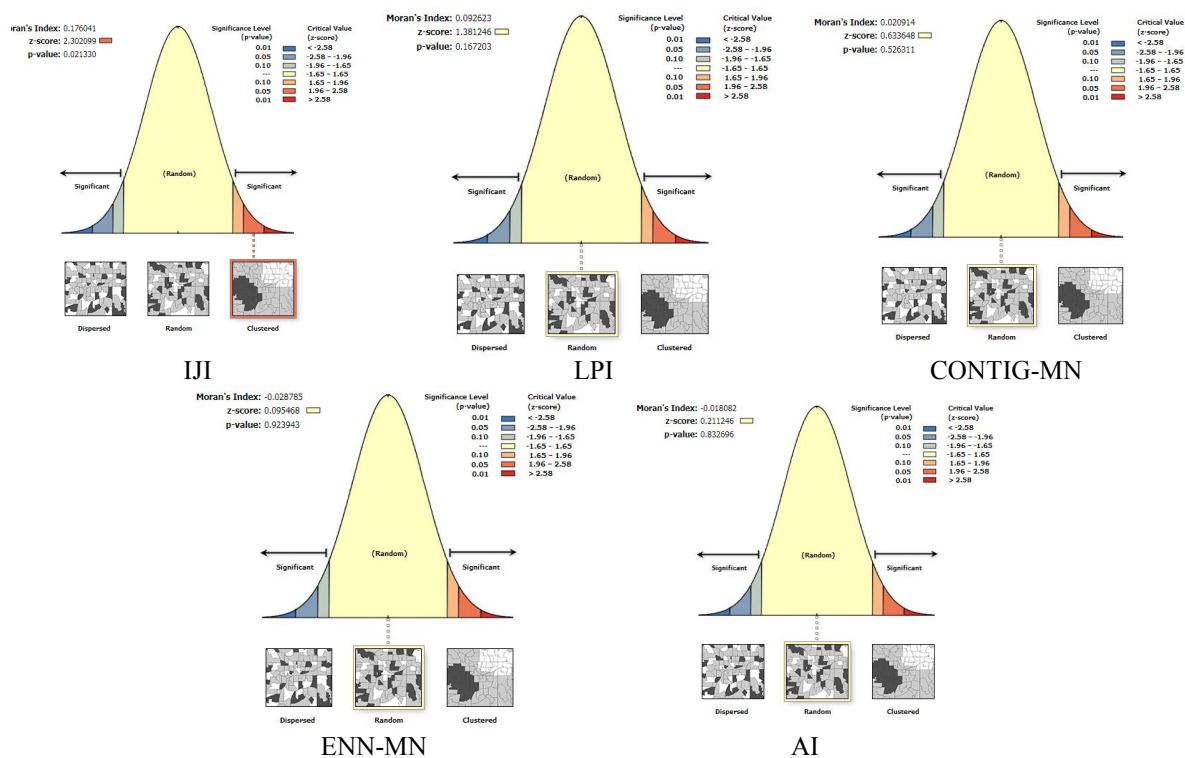 Moran's Index: 0.176041
z-score: 2.302099
p-value: 0.021330
Significance Level (p-value)
Critical Value (z-score)
0.01 < -2.58
0.05 -2.58 – -1.96
0.10 -1.96 – -1.65
--- -1.65 – 1.65
0.10 1.65 – 1.96
0.05 1.96 – 2.58
0.01 > 2.58
Significant
(Random)
Significant
Dispersed
Random
Clustered
IJI
Moran's Index: 0.092623
z-score: 1.381246
p-value: 0.167203
Significance Level (p-value)
Critical Value (z-score)
0.01 < -2.58
0.05 -2.58 – -1.96
0.10 -1.96 – -1.65
--- -1.65 – 1.65
0.10 1.65 – 1.96
0.05 1.96 – 2.58
0.01 > 2.58
Significant
(Random)
Significant
Dispersed
Random
Clustered
LPI
Moran's Index: 0.020914
z-score: 0.633648
p-value: 0.526311
Significance Level (p-value)
Critical Value (z-score)
0.01 < -2.58
0.05 -2.58 – -1.96
0.10 -1.96 – -1.65
--- -1.65 – 1.65
0.10 1.65 – 1.96
0.05 1.96 – 2.58
0.01 > 2.58
Significant
(Random)
Significant
Dispersed
Random
Clustered
CONTIG-MN
Moran's Index: -0.028785
z-score: 0.095468
p-value: 0.923943
Significance Level (p-value)
Critical Value (z-score)
0.01 < -2.58
0.05 -2.58 – -1.96
0.10 -1.96 – -1.65
--- -1.65 – 1.65
0.10 1.65 – 1.96
0.05 1.96 – 2.58
0.01 > 2.58
Significant
(Random)
Significant
Dispersed
Random
Clustered
ENN-MN
Moran's Index: -0.018082
z-score: 0.211246
p-value: 0.832696
Significance Level (p-value)
Critical Value (z-score)
0.01 < -2.58
0.05 -2.58 – -1.96
0.10 -1.96 – -1.65
--- -1.65 – 1.65
0.10 1.65 – 1.96
0.05 1.96 – 2.58
0.01 > 2.58
Significant
(Random)
Significant
Dispersed
Random
Clustered
AI